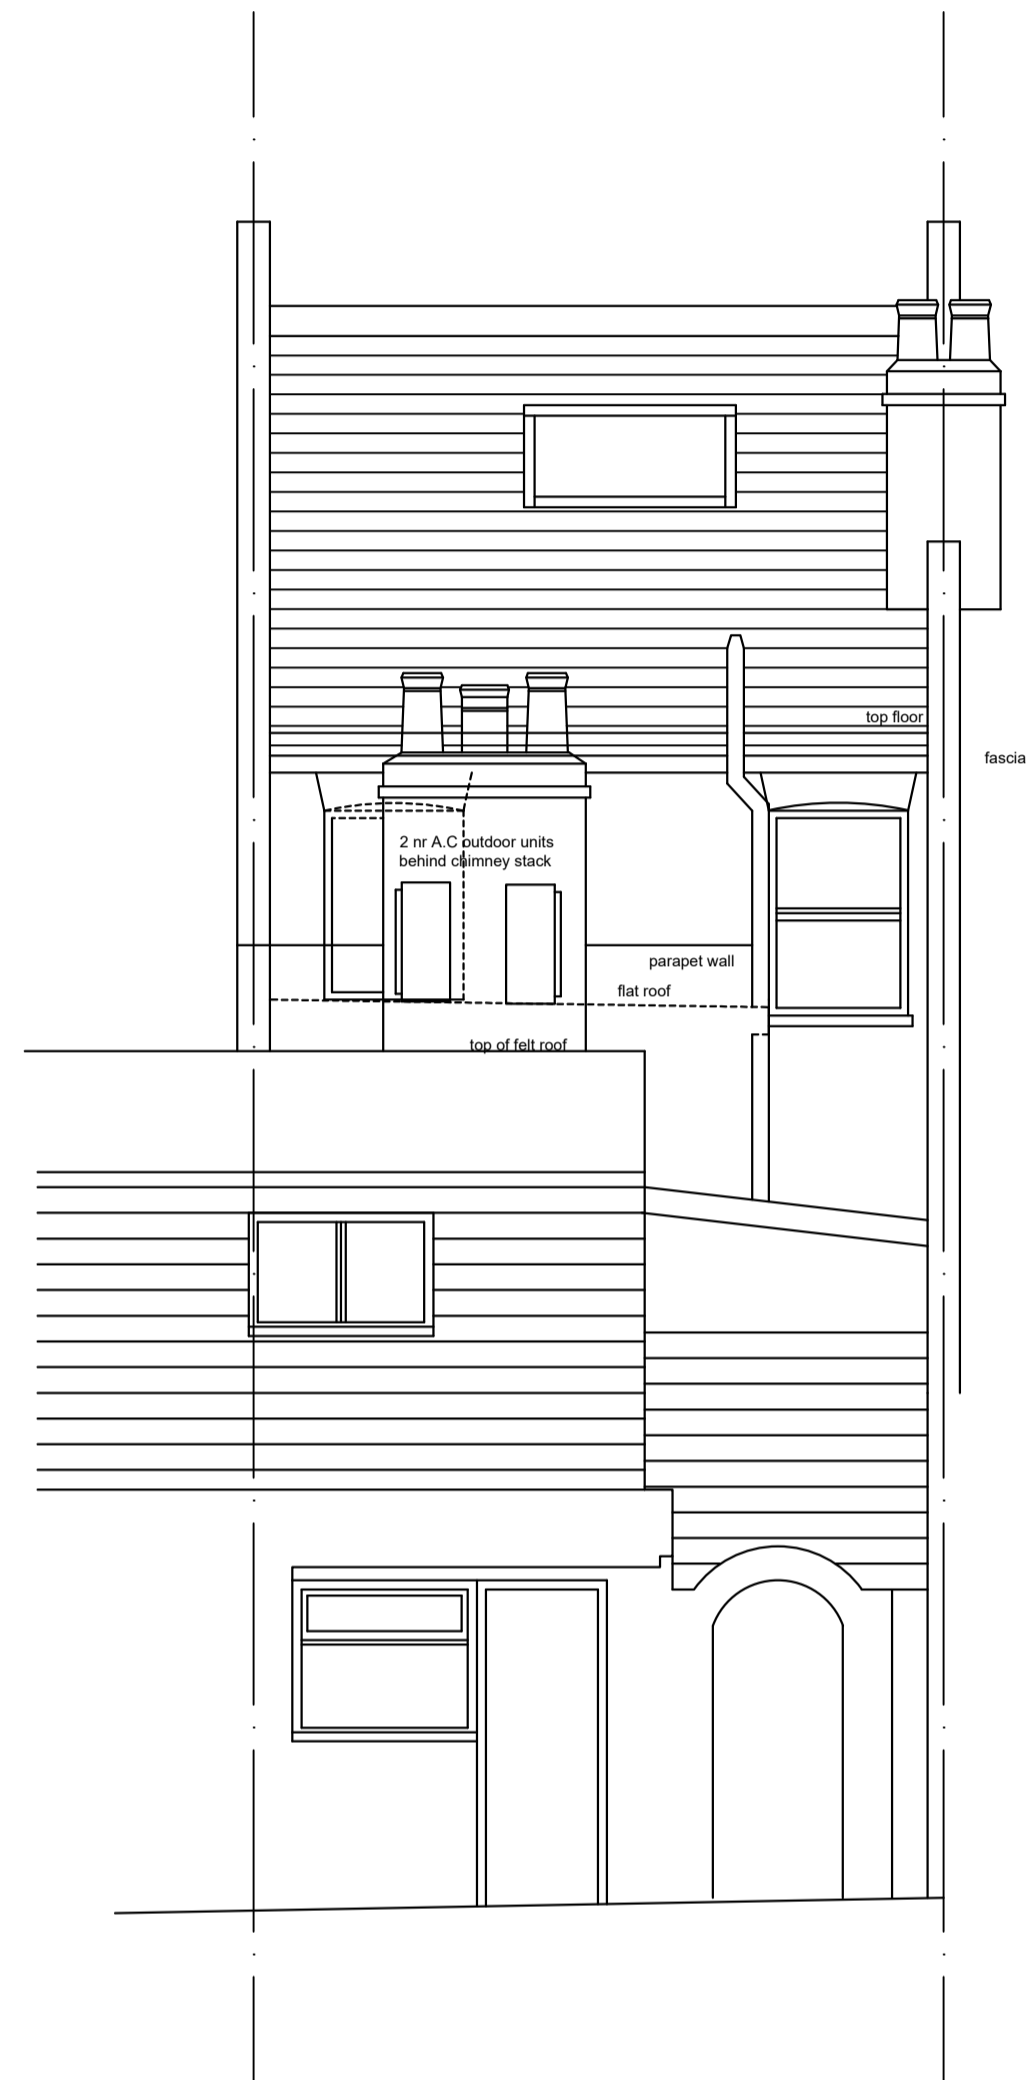 top floor
fascia
2 nr A.C outdoor units
behind chimney stack
parapet wall
flat roof
top of felt roof